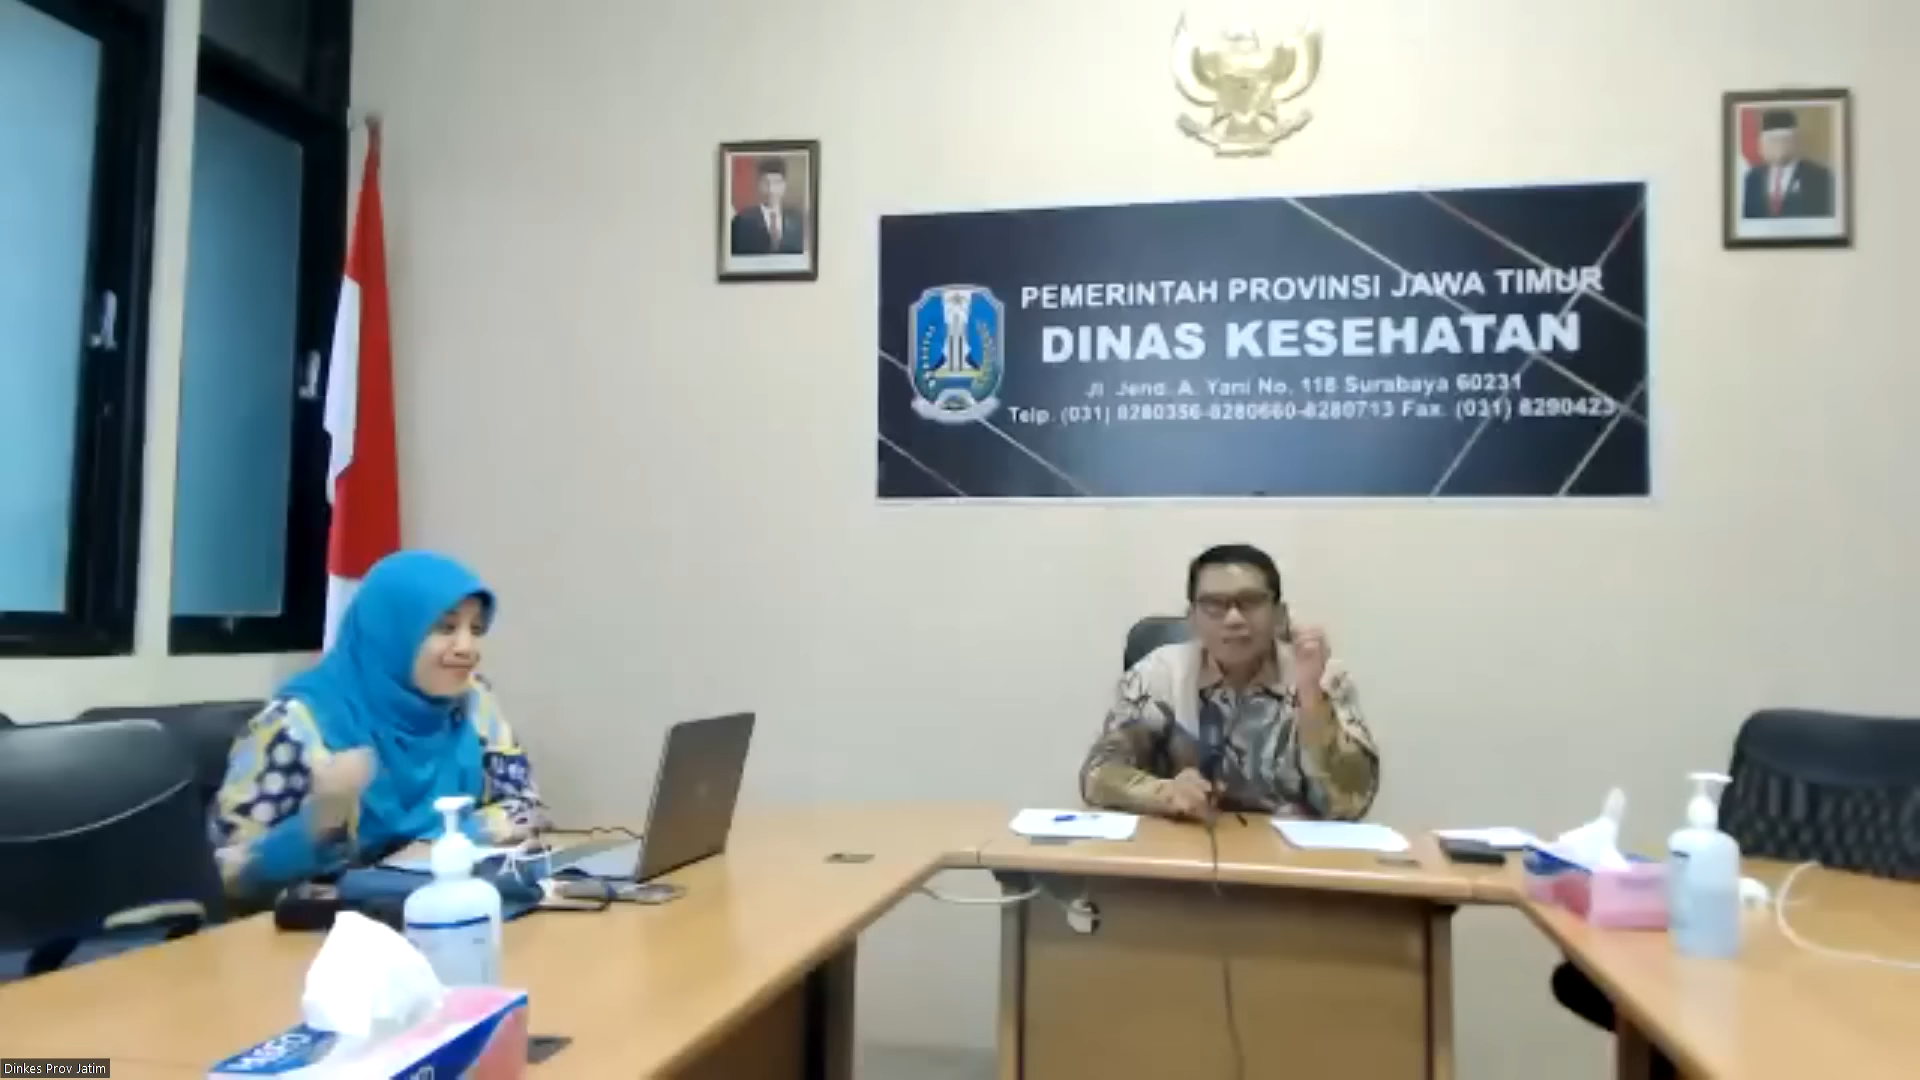 PEMERINTAH PROVINSI JAWA TIMUR
DINAS KESEHATAN
Jl. Jend. A. Yani No. 118 Surabaya 60231
Telp. (031) 8280356-8280660-8280713 Fax. (031) 8290423
Dinkes Prov Jatim